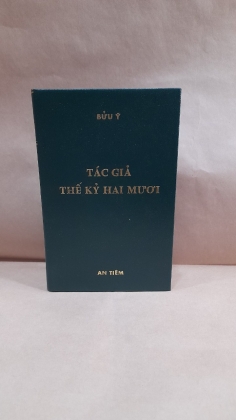 BỬU Ý
TÁC GIẢ
THẾ KỶ HAI MƯƠI
AN TIÊM